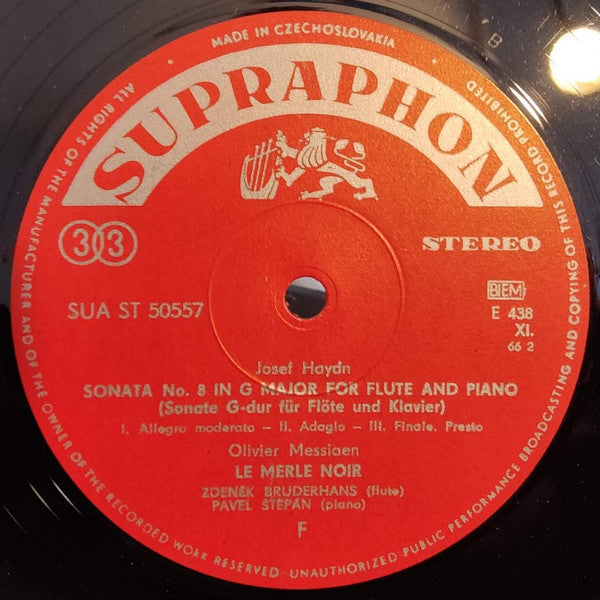 MADE IN CZECHOSLOVAKIA
SUPRAPHON
33
STEREO
SUA ST 50557
BIEM
E 438
XI.
66 2
Josef Haydn
SONATA No. 8 IN G MAJOR FOR FLUTE AND PIANO
(Sonate G-dur für Flöte und Klavier)
I. Allegro moderato – II. Adagio – III. Finale. Presto
Olivier Messiaen
LE MERLE NOIR
ZDENĚK BRUDERHANS (flute)
PAVEL ŠTĚPÁN (piano)
F
ALL RIGHTS OF THE MANUFACTURER AND OF THE OWNER OF THE RECORDED WORK RESERVED - UNAUTHORIZED PUBLIC PERFORMANCE BROADCASTING AND COPYING OF THIS RECORD PROHIBITED